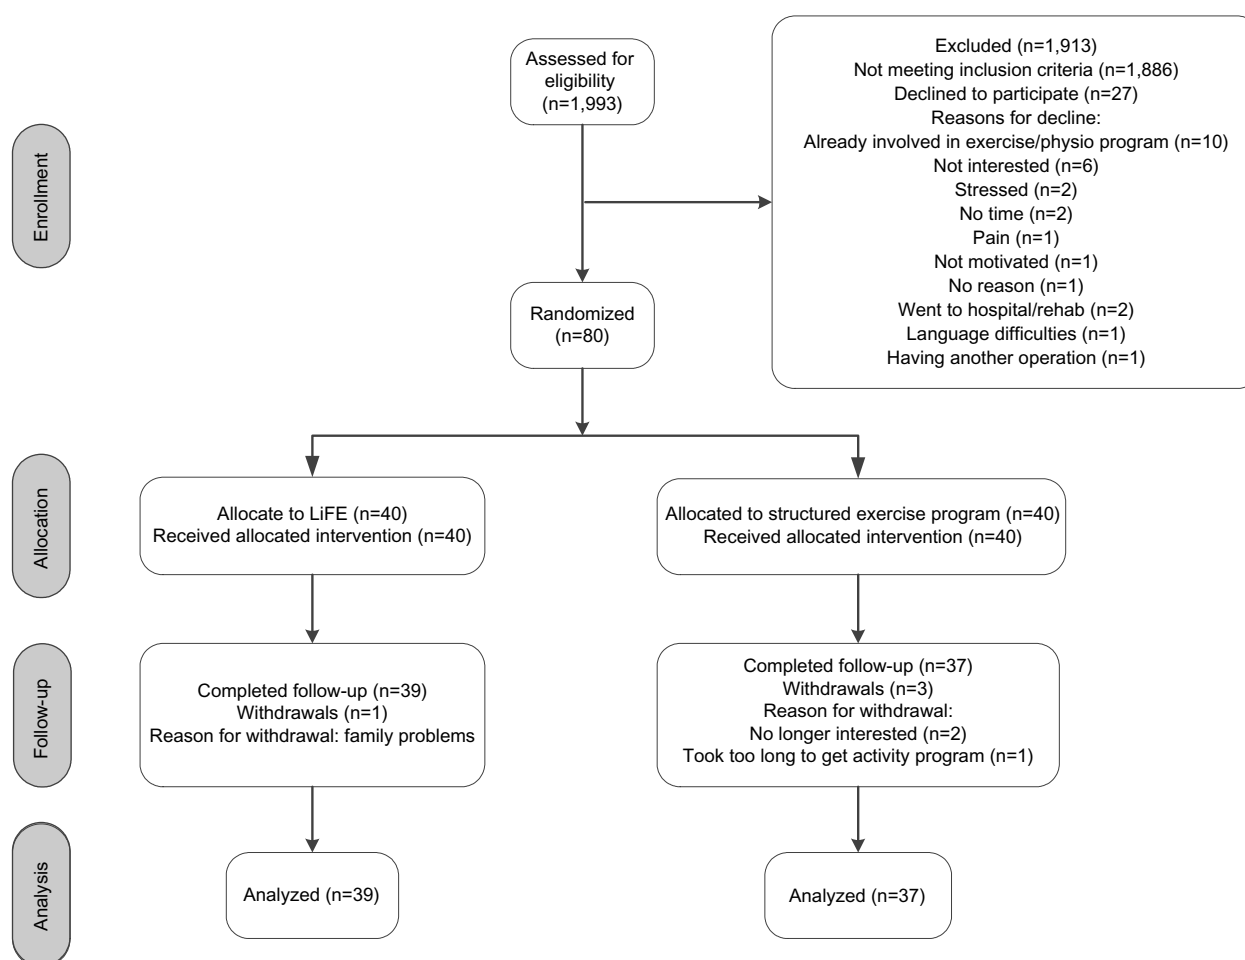 Enrollment
Assessed for
eligibility
(n=1,993)
Excluded (n=1,913)
Not meeting inclusion criteria (n=1,886)
Declined to participate (n=27)
Reasons for decline:
Already involved in exercise/physio program (n=10)
Not interested (n=6)
Stressed (n=2)
No time (n=2)
Pain (n=1)
Not motivated (n=1)
No reason (n=1)
Went to hospital/rehab (n=2)
Language difficulties (n=1)
Having another operation (n=1)
Randomized
(n=80)
Allocation
Allocate to LiFE (n=40)
Received allocated intervention (n=40)
Allocated to structured exercise program (n=40)
Received allocated intervention (n=40)
Follow-up
Completed follow-up (n=39)
Withdrawals (n=1)
Reason for withdrawal: family problems
Completed follow-up (n=37)
Withdrawals (n=3)
Reason for withdrawal:
No longer interested (n=2)
Took too long to get activity program (n=1)
Analysis
Analyzed (n=39)
Analyzed (n=37)